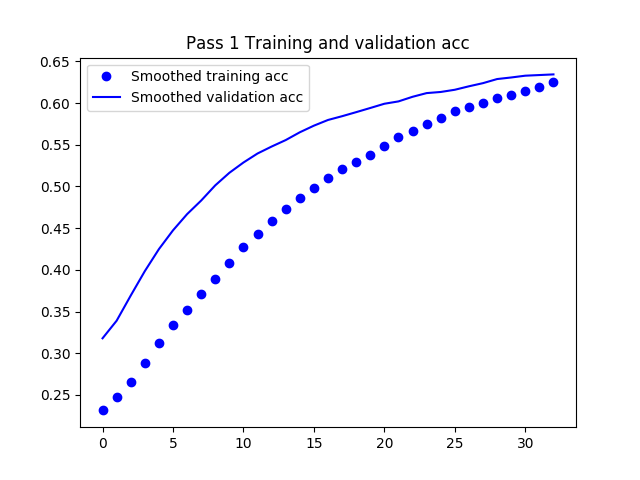 Pass 1 Training and validation acc
Smoothed training acc
Smoothed validation acc
0.65
0.60
0.55
0.50
0.45
0.40
0.35
0.30
0.25
0 5 10 15 20 25 30